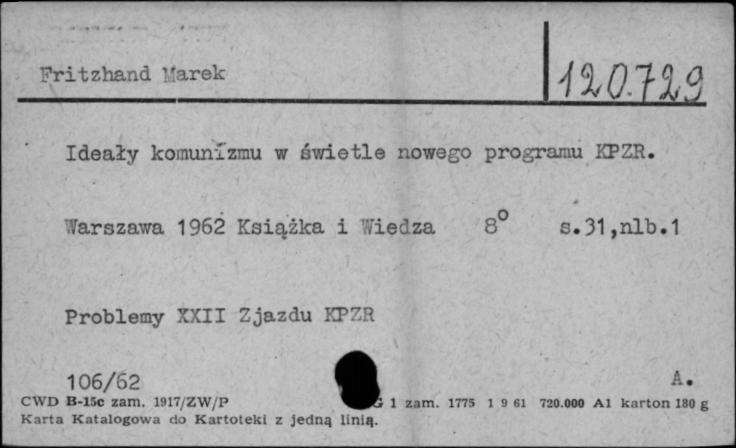 Fritzhand Marek
120.729
Ideały komunizmu w świetle nowego programu KPZR.
Warszawa 1962 Książka i Wiedza 8° s.31,nlb.1
Problemy XXII Zjazdu KPZR
106/62 A.
CWD B-15c zam. 1917/ZW/P G 1 zam. 1775 1 9 61 720.000 A1 karton 180 g
Karta Katalogowa do Kartoteki z jedną linią.